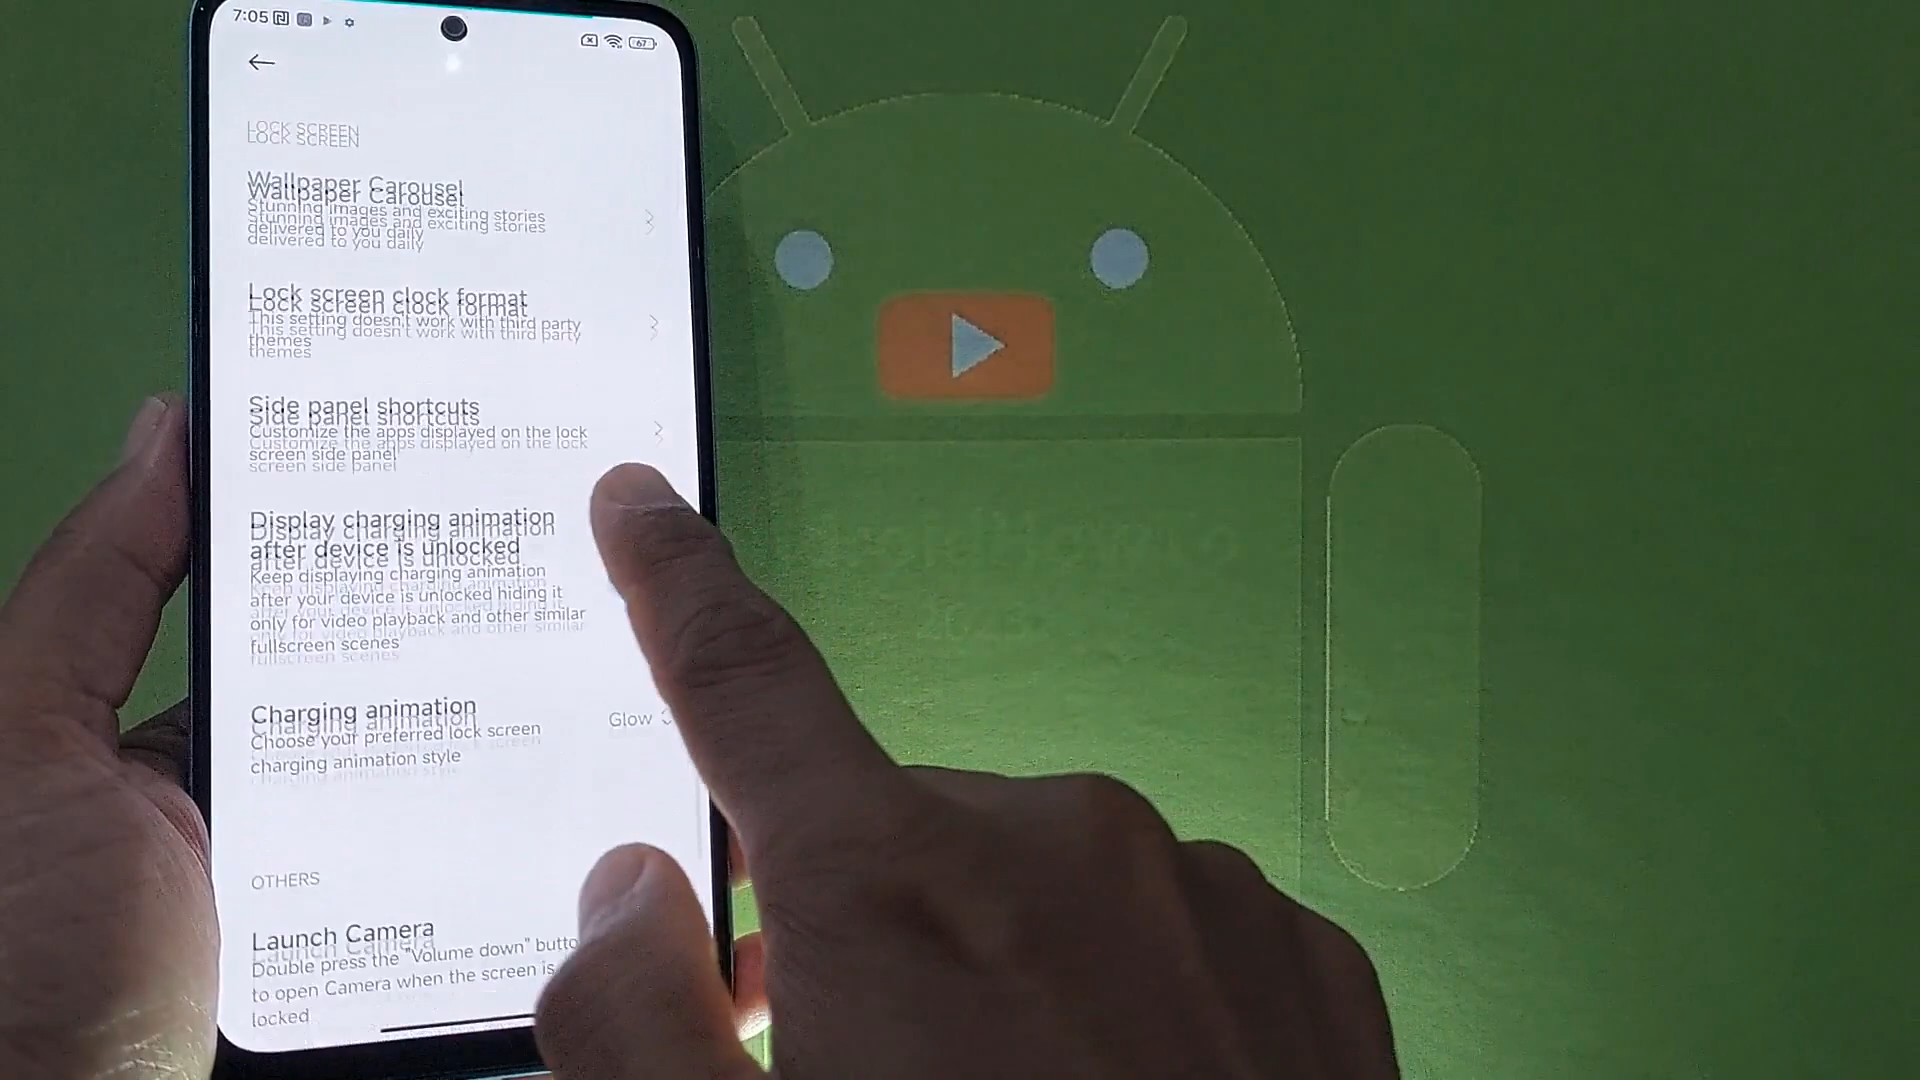 7:05
67
LOCK SCREEN
Wallpaper Carousel
Stunning images and exciting stories
delivered to you daily
Lock screen clock format
This setting doesn't work with third party
themes
Side panel shortcuts
Customize the apps displayed on the lock
screen side panel
Display charging animation
after device is unlocked
Keep displaying charging animation
after your device is unlocked hiding it
only for video playback and other similar
fullscreen scenes
Charging animation
Glow
Choose your preferred lock screen
charging animation style
OTHERS
Launch Camera
Double press the "Volume down" butto
to open Camera when the screen is
locked